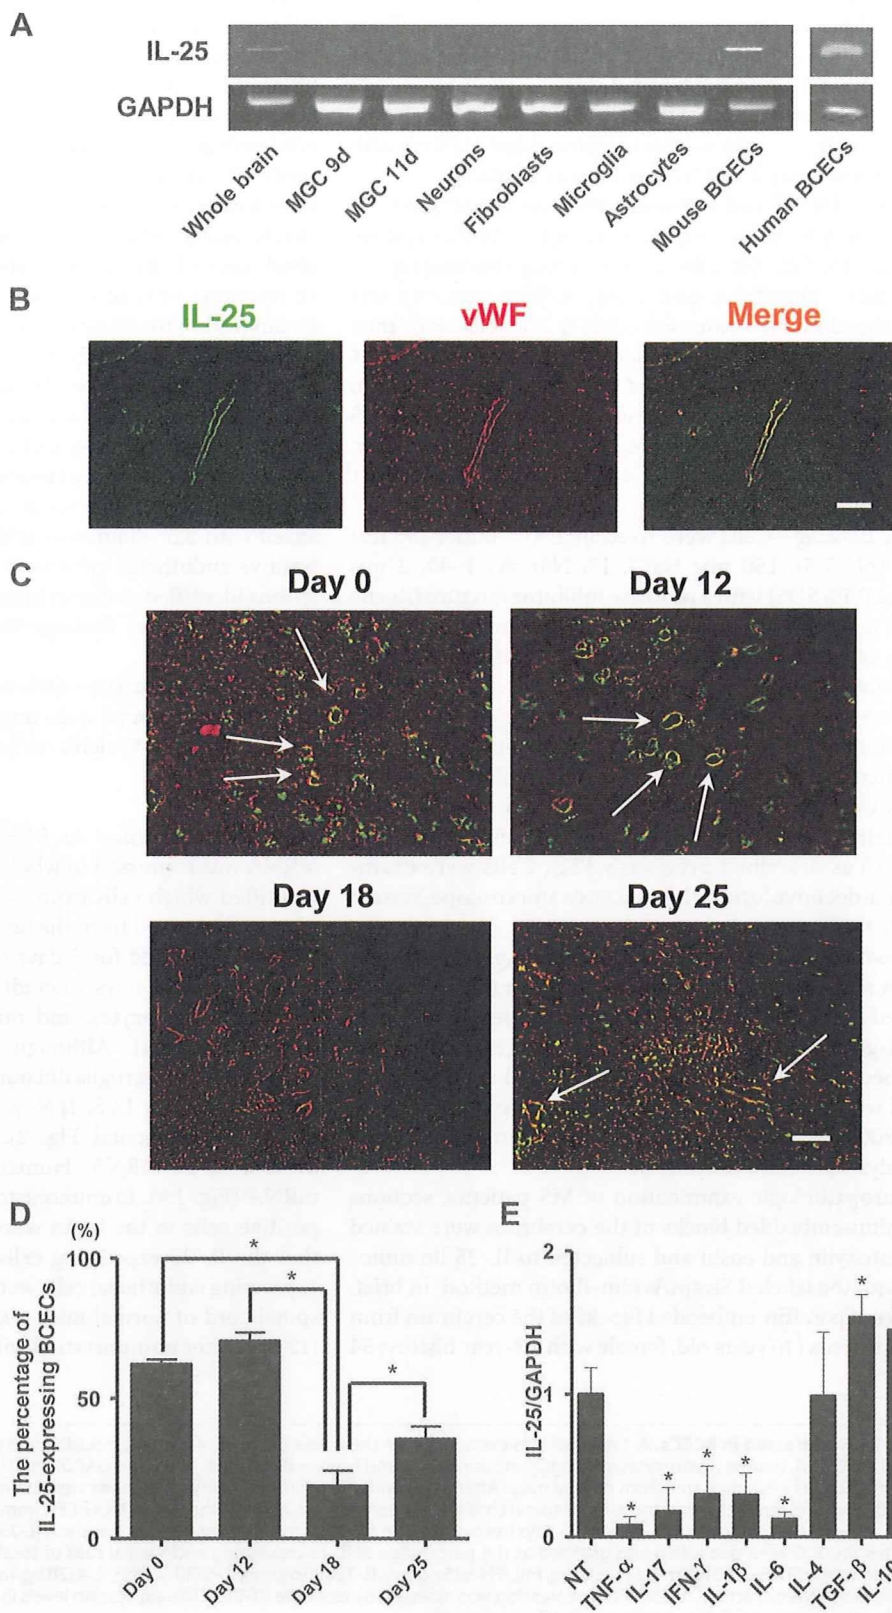 A
IL-25
GAPDH
Whole brain
MGC 9d
MGC 11d
Neurons
Fibroblasts
Microglia
Astrocytes
Mouse BCECs
Human BCECs
B
IL-25
vWF
Merge
C
Day 0
Day 12
Day 18
Day 25
D
(%)
100
50
0
The percentage of
IL-25-expressing BCECs
*
*
*
Day 0
Day 12
Day 18
Day 25
E
2
1
0
IL-25/GAPDH
*
*
*
*
*
*
NT
TNF-α
IL-17
IFN-γ
IL-1β
IL-6
IL-4
TGF-β
IL-10